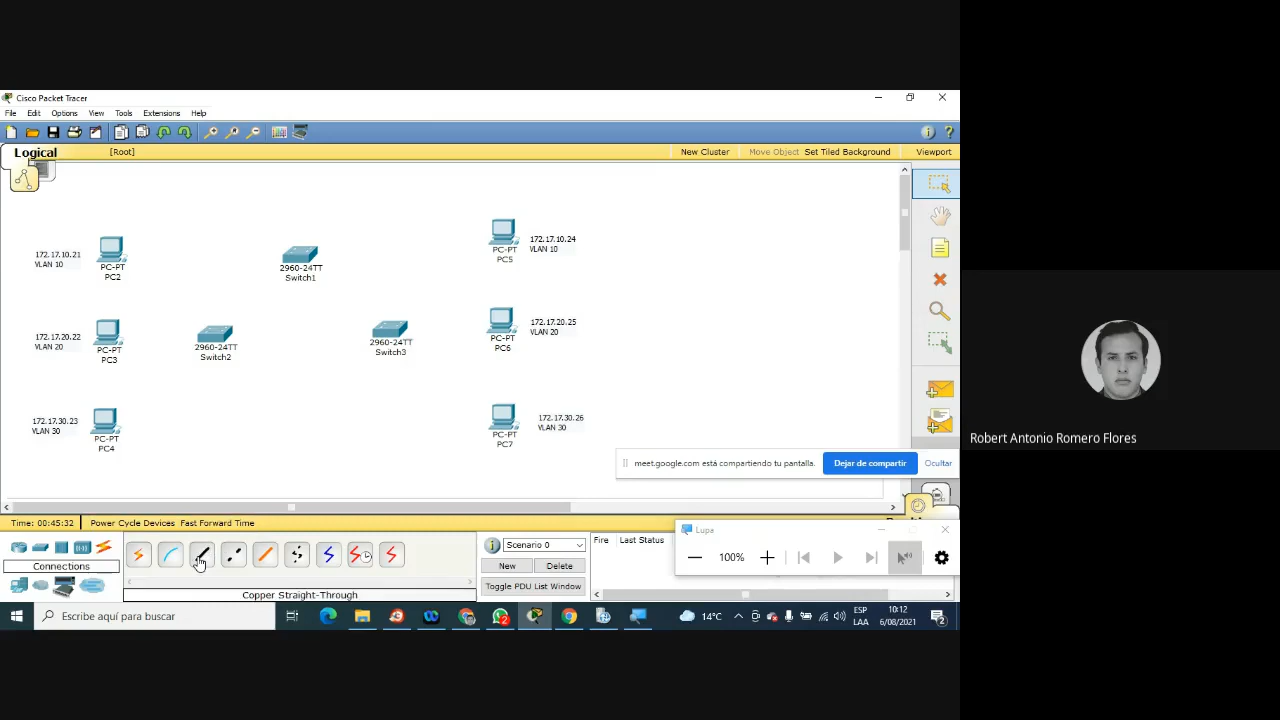 Cisco Packet Tracer
File Edit Options View Tools Extensions Help
Logical
[Root]
New Cluster
Move Object
Set Tiled Background
Viewport
172.17.10.21
VLAN 10
PC-PT
PC2
2960-24TT
Switch1
PC-PT
PC5
172.17.10.24
VLAN 10
172.17.20.22
VLAN 20
PC-PT
PC3
2960-24TT
Switch2
2960-24TT
Switch3
PC-PT
PC6
172.17.20.25
VLAN 20
172.17.30.23
VLAN 30
PC-PT
PC4
PC-PT
PC7
172.17.30.26
VLAN 30
Robert Antonio Romero Flores
meet.google.com está compartiendo tu pantalla.
Dejar de compartir
Ocultar
Time: 00:45:32
Power Cycle Devices Fast Forward Time
Lupa
100%
Connections
Copper Straight-Through
Scenario 0
New
Delete
Toggle PDU List Window
Fire
Last Status
Escribe aquí para buscar
14°C
ESP
LAA
10:12
6/08/2021
2